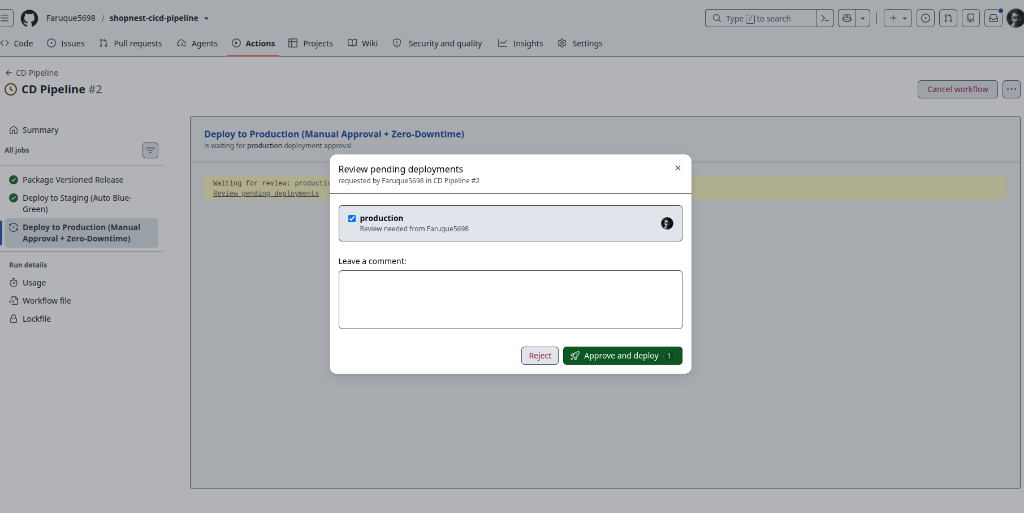 Faruque5698 / shopnest-cicd-pipeline
Type / to search
Code Issues Pull requests Agents Actions Projects Wiki Security and quality Insights Settings
CD Pipeline
CD Pipeline #2
Cancel workflow
Summary
All jobs
Package Versioned Release
Deploy to Staging (Auto Blue-
Green)
Deploy to Production (Manual
Approval + Zero-Downtime)
Run details
Usage
Workflow file
Lockfile
Deploy to Production (Manual Approval + Zero-Downtime)
is waiting for production deployment approval
Waiting for review:
Review pending deployments
Review pending deployments
requested by Faruque5698 in CD Pipeline #2
production
Review needed from Faruque5698
Leave a comment:
Reject
Approve and deploy 1